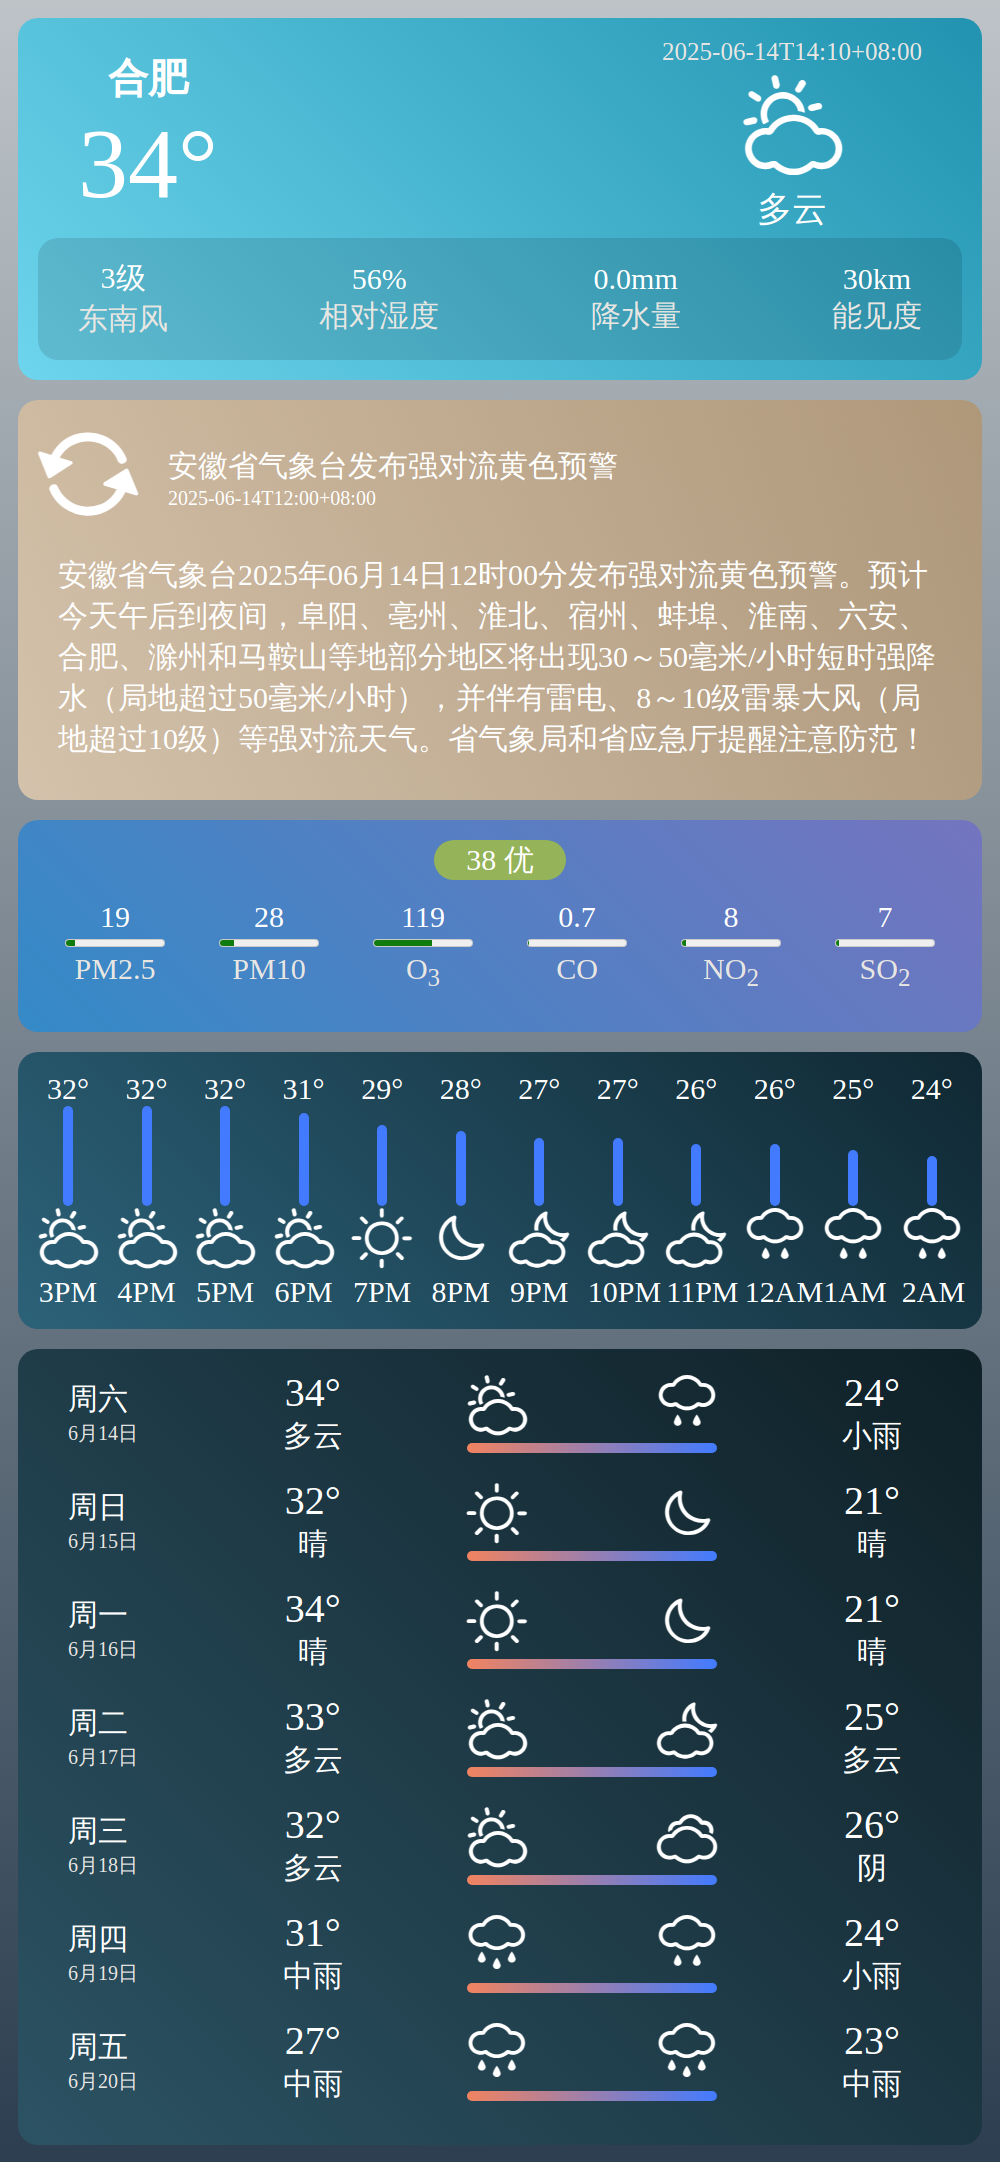 2025-06-14T14:10+08:00
合肥
34°
多云
3级 56% 0.0mm 30km
东南风 相对湿度 降水量 能见度
安徽省气象台发布强对流黄色预警
2025-06-14T12:00+08:00
安徽省气象台2025年06月14日12时00分发布强对流黄色预警。预计
今天午后到夜间，阜阳、亳州、淮北、宿州、蚌埠、淮南、六安、
合肥、滁州和马鞍山等地部分地区将出现30～50毫米/小时短时强降
水（局地超过50毫米/小时），并伴有雷电、8～10级雷暴大风（局
地超过10级）等强对流天气。省气象局和省应急厅提醒注意防范！
38 优
19 28 119 0.7 8 7
PM2.5 PM10 O3 CO NO2 SO2
32° 32° 32° 31° 29° 28° 27° 27° 26° 26° 25° 24°
3PM 4PM 5PM 6PM 7PM 8PM 9PM 10PM 11PM 12AM 1AM 2AM
周六 34° 24°
6月14日 多云 小雨
周日 32° 21°
6月15日 晴 晴
周一 34° 21°
6月16日 晴 晴
周二 33° 25°
6月17日 多云 多云
周三 32° 26°
6月18日 多云 阴
周四 31° 24°
6月19日 中雨 小雨
周五 27° 23°
6月20日 中雨 中雨